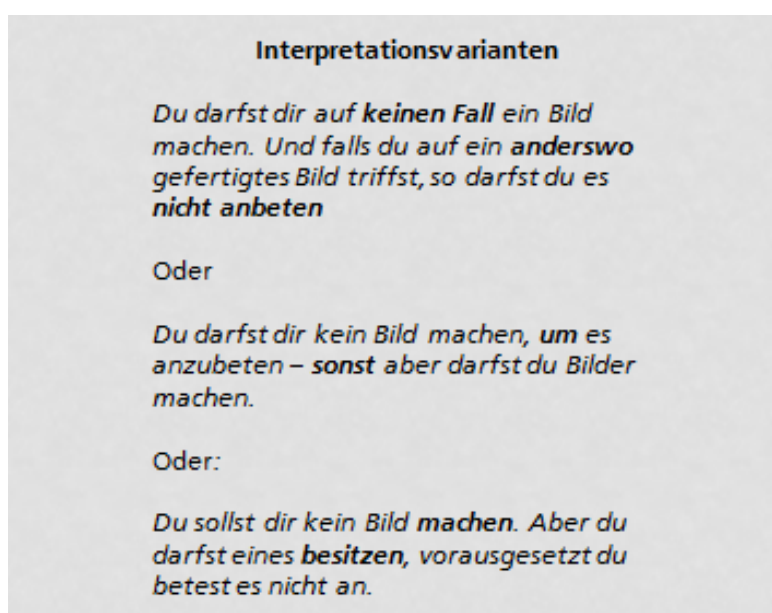 Interpretationsvarianten
Du darfst dir auf keinen Fall ein Bild
machen. Und falls du auf ein anderswo
gefertigtes Bild triffst, so darfst du es
nicht anbeten
Oder
Du darfst dir kein Bild machen, um es
anzubeten – sonst aber darfst du Bilder
machen.
Oder:
Du sollst dir kein Bild machen. Aber du
darfst eines besitzen, vorausgesetzt du
betest es nicht an.